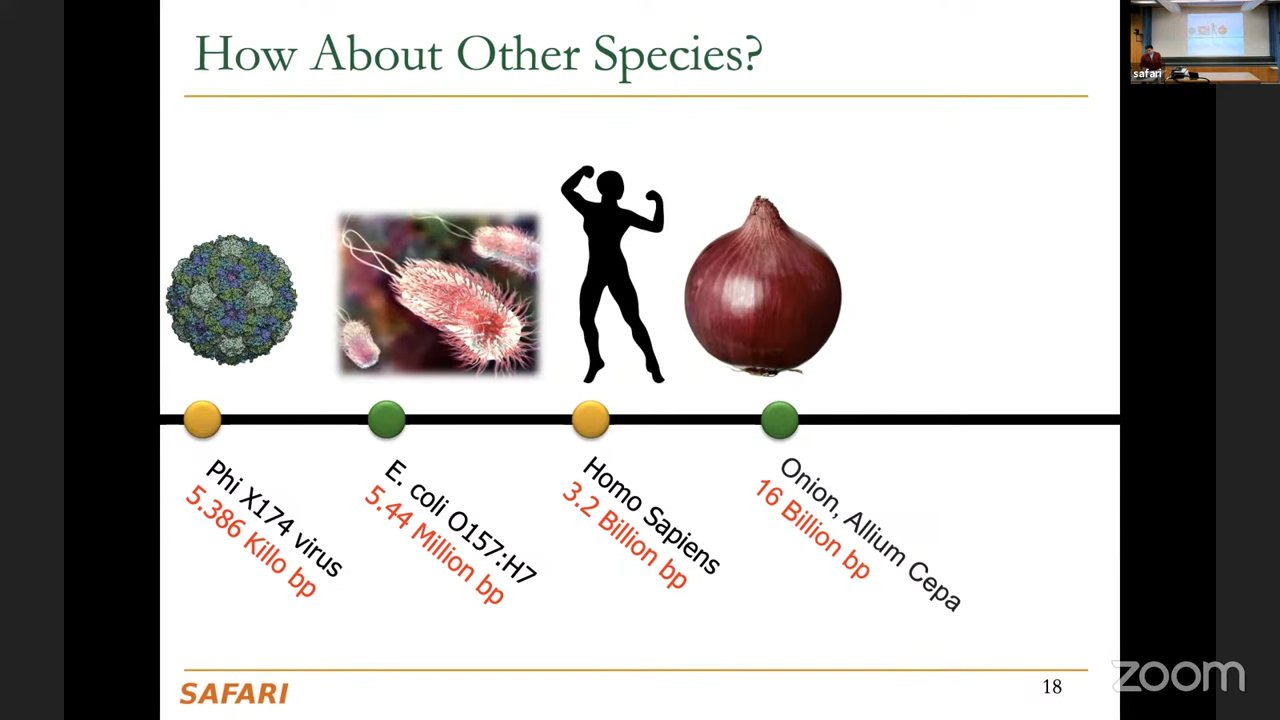 How About Other Species?
safari
Phi X174 virus
5.386 Killo bp
E. coli O157:H7
5.44 Million bp
Homo Sapiens
3.2 Billion bp
Onion, Allium Cepa
16 Billion bp
SAFARI
18
zoom